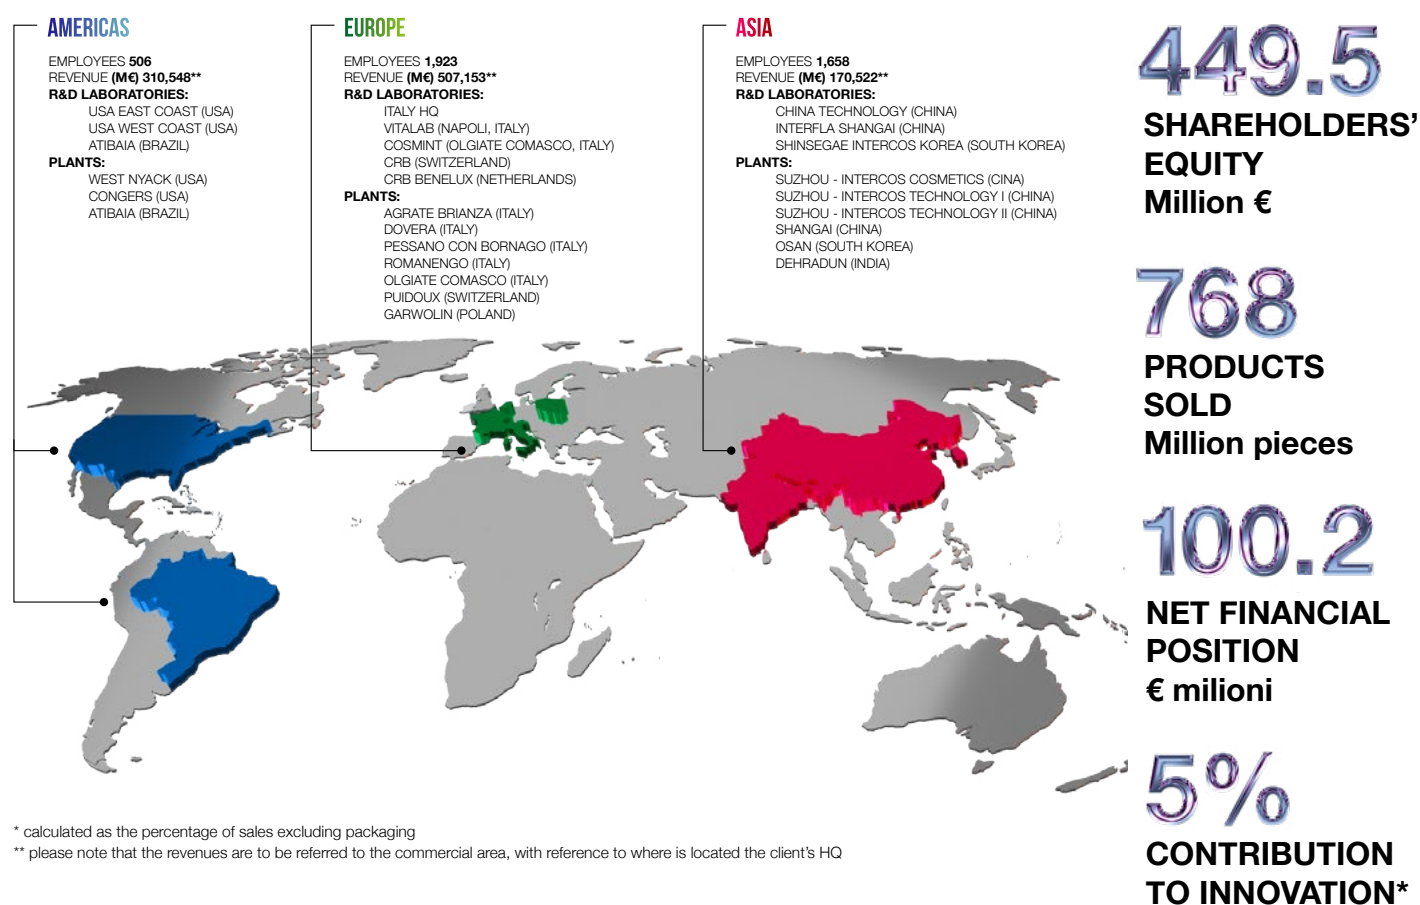 AMERICAS
EMPLOYEES 506
REVENUE (M€) 310,548**
R&D LABORATORIES:
USA EAST COAST (USA)
USA WEST COAST (USA)
ATIBAIA (BRAZIL)
PLANTS:
WEST NYACK (USA)
CONGERS (USA)
ATIBAIA (BRAZIL)
EUROPE
EMPLOYEES 1,923
REVENUE (M€) 507,153**
R&D LABORATORIES:
ITALY HQ
VITALAB (NAPOLI, ITALY)
COSMINT (OLGIATE COMASCO, ITALY)
CRB (SWITZERLAND)
CRB BENELUX (NETHERLANDS)
PLANTS:
AGRATE BRIANZA (ITALY)
DOVERA (ITALY)
PESSANO CON BORNAGO (ITALY)
ROMANENGO (ITALY)
OLGIATE COMASCO (ITALY)
PUIDOUX (SWITZERLAND)
GARWOLIN (POLAND)
ASIA
EMPLOYEES 1,658
REVENUE (M€) 170,522**
R&D LABORATORIES:
CHINA TECHNOLOGY (CHINA)
INTERFLA SHANGAI (CHINA)
SHINSEGAE INTERCOS KOREA (SOUTH KOREA)
PLANTS:
SUZHOU - INTERCOS COSMETICS (CINA)
SUZHOU - INTERCOS TECHNOLOGY I (CHINA)
SUZHOU - INTERCOS TECHNOLOGY II (CHINA)
SHANGAI (CHINA)
OSAN (SOUTH KOREA)
DEHRADUN (INDIA)
449.5
SHAREHOLDERS’
EQUITY
Million €
768
PRODUCTS
SOLD
Million pieces
100.2
NET FINANCIAL
POSITION
€ milioni
5%
CONTRIBUTION
TO INNOVATION*
* calculated as the percentage of sales excluding packaging
** please note that the revenues are to be referred to the commercial area, with reference to where is located the client’s HQ